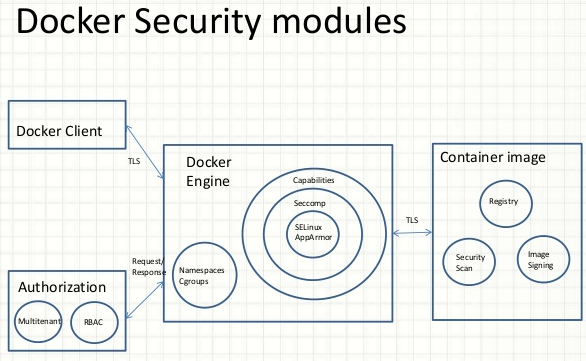 Docker Security modules
Docker Client
TLS
Docker
Engine
Capabilities
Seccomp
SELinux
AppArmor
Namespaces
Cgroups
TLS
Container image
Registry
Security
Scan
Image
Signing
Request/
Response
Authorization
Multitenant
RBAC